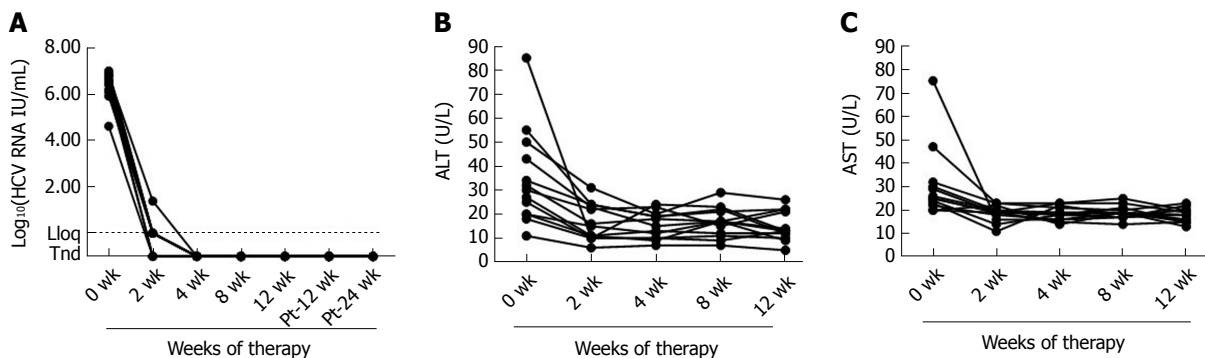 A
Log₁₀(HCV RNA IU/mL)
8.00
6.00
4.00
2.00
Lloq
Tnd
0 wk
2 wk
4 wk
8 wk
12 wk
Pt-12 wk
Pt-24 wk
Weeks of therapy
B
ALT (U/L)
90
80
70
60
50
40
30
20
10
0
0 wk
2 wk
4 wk
8 wk
12 wk
Weeks of therapy
C
AST (U/L)
90
80
70
60
50
40
30
20
10
0
0 wk
2 wk
4 wk
8 wk
12 wk
Weeks of therapy